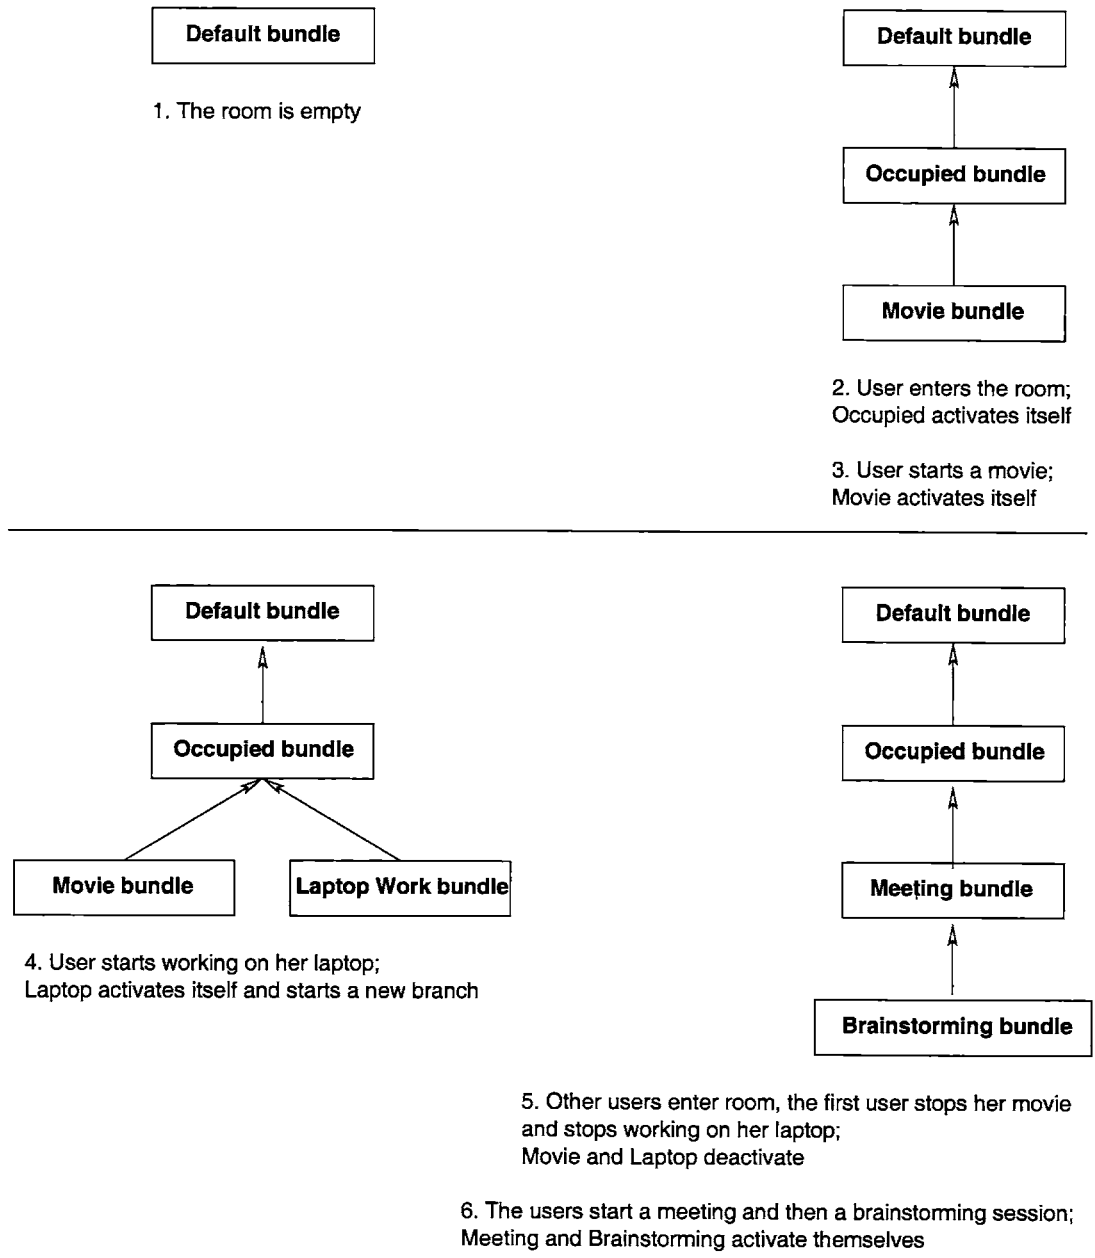 Default bundle
1. The room is empty
Default bundle
Occupied bundle
Movie bundle
2. User enters the room;
Occupied activates itself
3. User starts a movie;
Movie activates itself
Default bundle
Occupied bundle
Movie bundle
Laptop Work bundle
4. User starts working on her laptop;
Laptop activates itself and starts a new branch
Default bundle
Occupied bundle
Meeting bundle
Brainstorming bundle
5. Other users enter room, the first user stops her movie
and stops working on her laptop;
Movie and Laptop deactivate
6. The users start a meeting and then a brainstorming session;
Meeting and Brainstorming activate themselves